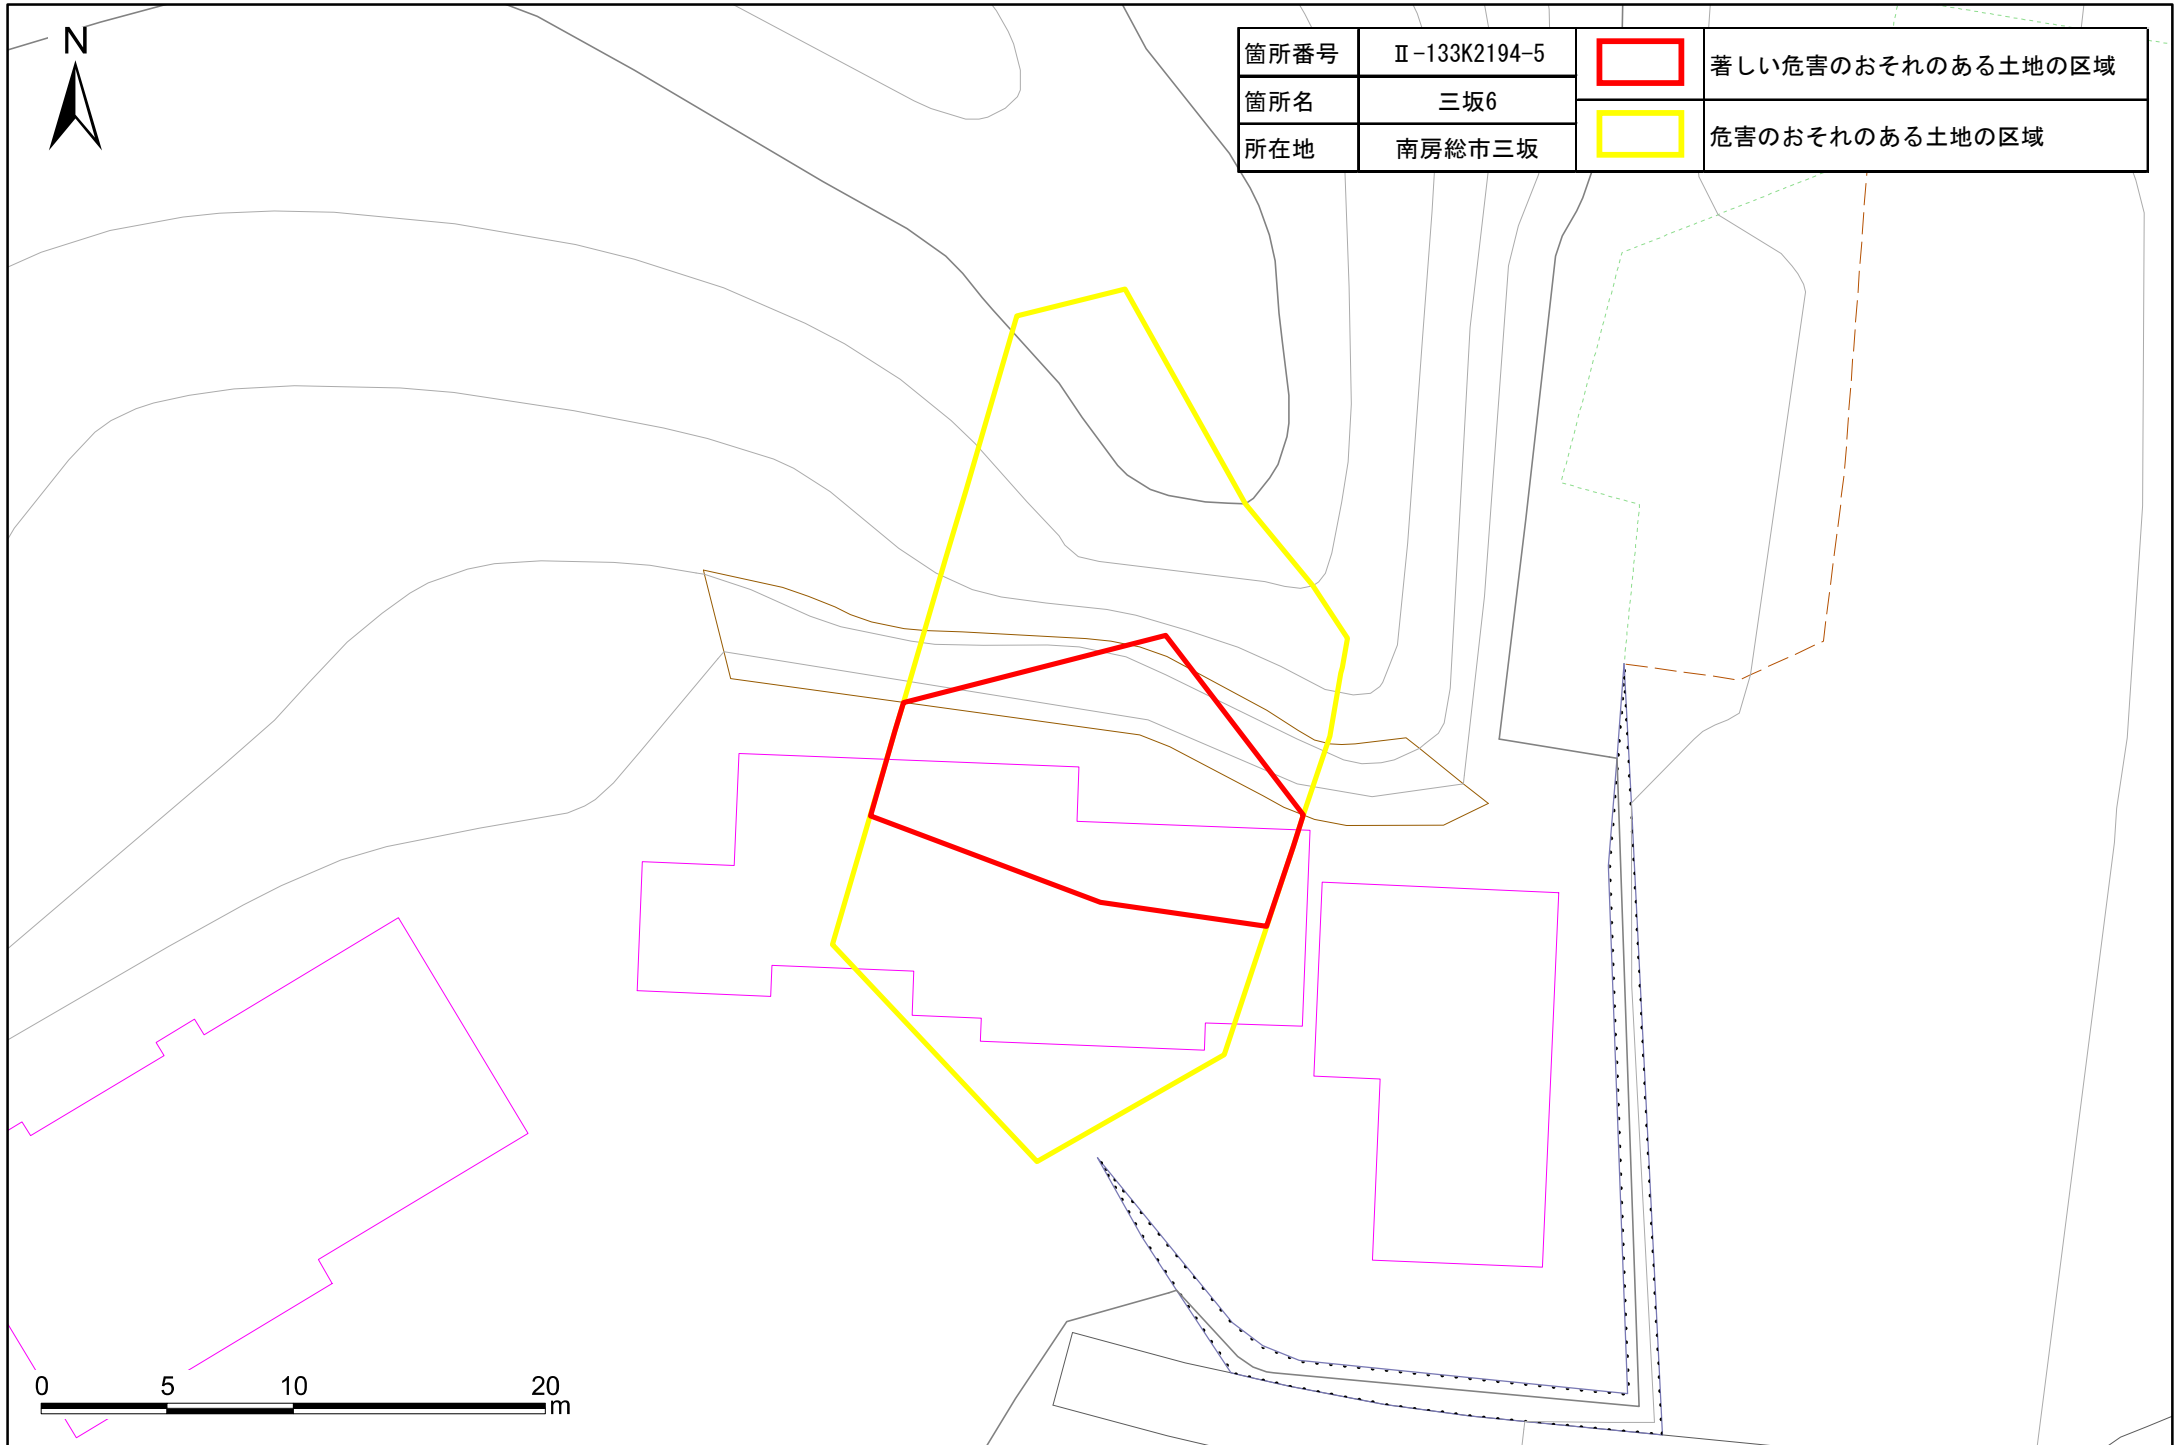 N
箇所番号 Ⅱ-133K2194-5
箇所名 三坂6
所在地 南房総市三坂
著しい危害のおそれのある土地の区域
危害のおそれのある土地の区域
0 5 10 20
m